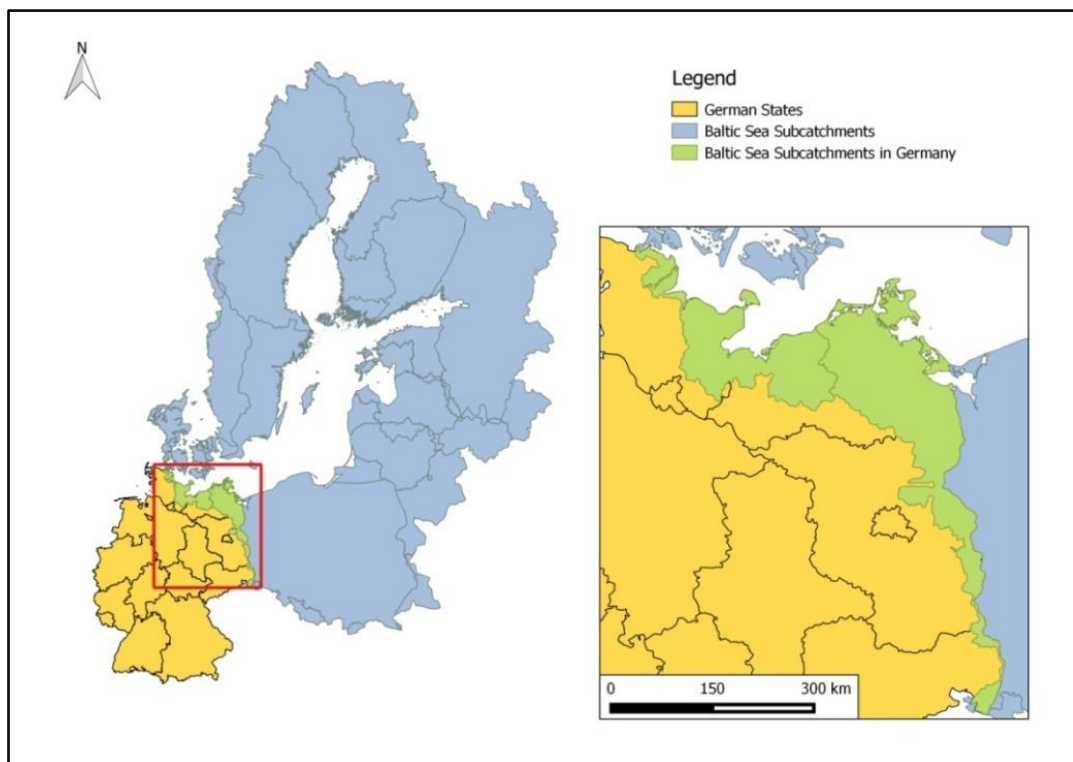 N
Legend
German States
Baltic Sea Subcatchments
Baltic Sea Subcatchments in Germany
0 150 300 km